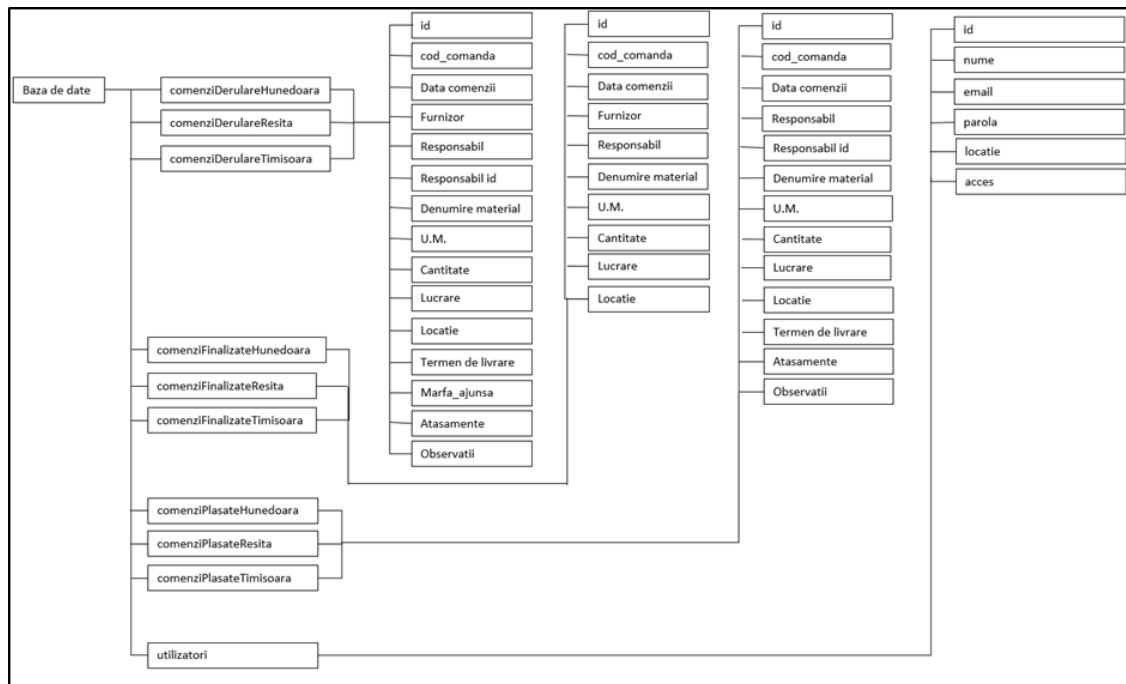 Baza de date
comenziDerulareHunedoara
comenziDerulareResita
comenziDerulareTimisoara
comenziFinalizateHunedoara
comenziFinalizateResita
comenziFinalizateTimisoara
comenziPlasateHunedoara
comenziPlasateResita
comenziPlasateTimisoara
utilizatori
id
cod_comanda
Data comenzii
Furnizor
Responsabil
Responsabil id
Denumire material
U.M.
Cantitate
Lucrare
Locatie
Termen de livrare
Marfa_ajunsa
Atasamente
Observatii
id
cod_comanda
Data comenzii
Furnizor
Responsabil
Denumire material
U.M.
Cantitate
Lucrare
Locatie
id
cod_comanda
Data comenzii
Responsabil
Responsabil id
Denumire material
U.M.
Cantitate
Lucrare
Locatie
Termen de livrare
Atasamente
Observatii
id
nume
email
parola
locatie
acces